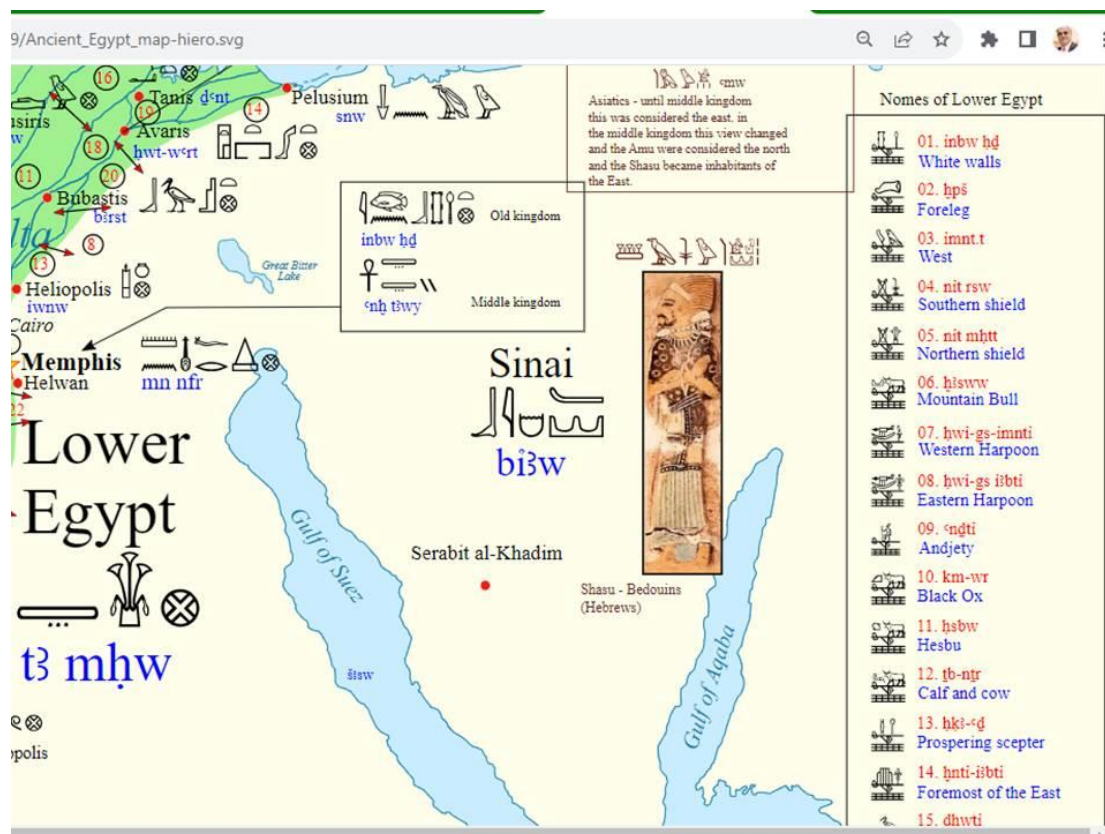 9/Ancient_Egypt_map-hiero.svg
16
Tanis ḏꜥnt
19
14
Pelusium
snw
usiris
w
Avaris
ḥwt-wꜥrt
18
11
20
Bubastis
bꜣrst
lta
8
13
Heliopolis
iwnw
Cairo
Memphis
mn nfr
Helwan
22
Lower
Egypt
tꜣ mḥw
opolis
Great Bitter
Lake
Old kingdom
inbw ḥḏ
Middle kingdom
ꜥnḫ tꜣwy
ꜥmw
Asiatics - until middle kingdom
this was considered the east. in
the middle kingdom this view changed
and the Amu were considered the north
and the Shasu became inhabitants of
the East.
Sinai
biꜣw
Serabit al-Khadim
Shasu - Bedouins
(Hebrews)
Gulf of Suez
šꜣsw
Gulf of Aqaba
Nomes of Lower Egypt
01. inbw ḥḏ
White walls
02. ḫpš
Foreleg
03. imnt.t
West
04. nit rsw
Southern shield
05. nit mḥtt
Northern shield
06. ḫꜣsww
Mountain Bull
07. ḥwi-gs-imnti
Western Harpoon
08. ḥwi-gs iꜣbti
Eastern Harpoon
09. ꜥnḏti
Andjety
10. km-wr
Black Ox
11. ḥsbw
Hesbu
12. ṯb-nṯr
Calf and cow
13. ḥkꜣ-ꜥḏ
Prospering scepter
14. ḫnti-iꜣbti
Foremost of the East
15. dhwti